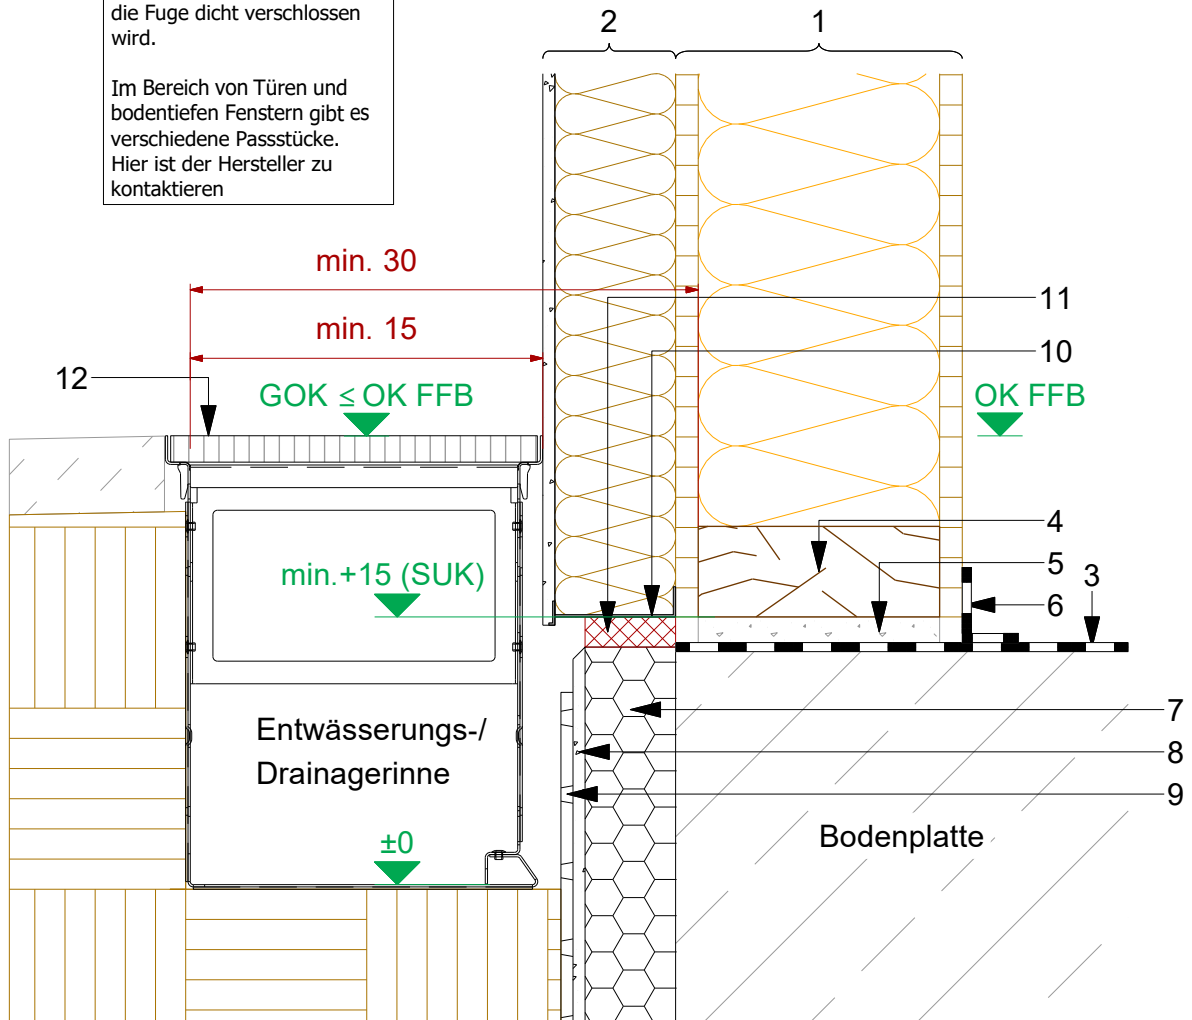 die Fuge dicht verschlossen
wird.
Im Bereich von Türen und
bodentiefen Fenstern gibt es
verschiedene Passstücke.
Hier ist der Hersteller zu
kontaktieren
2
1
min. 30
11
min. 15
10
12
GOK ≤ OK FFB
OK FFB
4
5
3
min.+15 (SUK)
6
7
Entwässerungs-/
Drainagerinne
8
9
Bodenplatte
±0